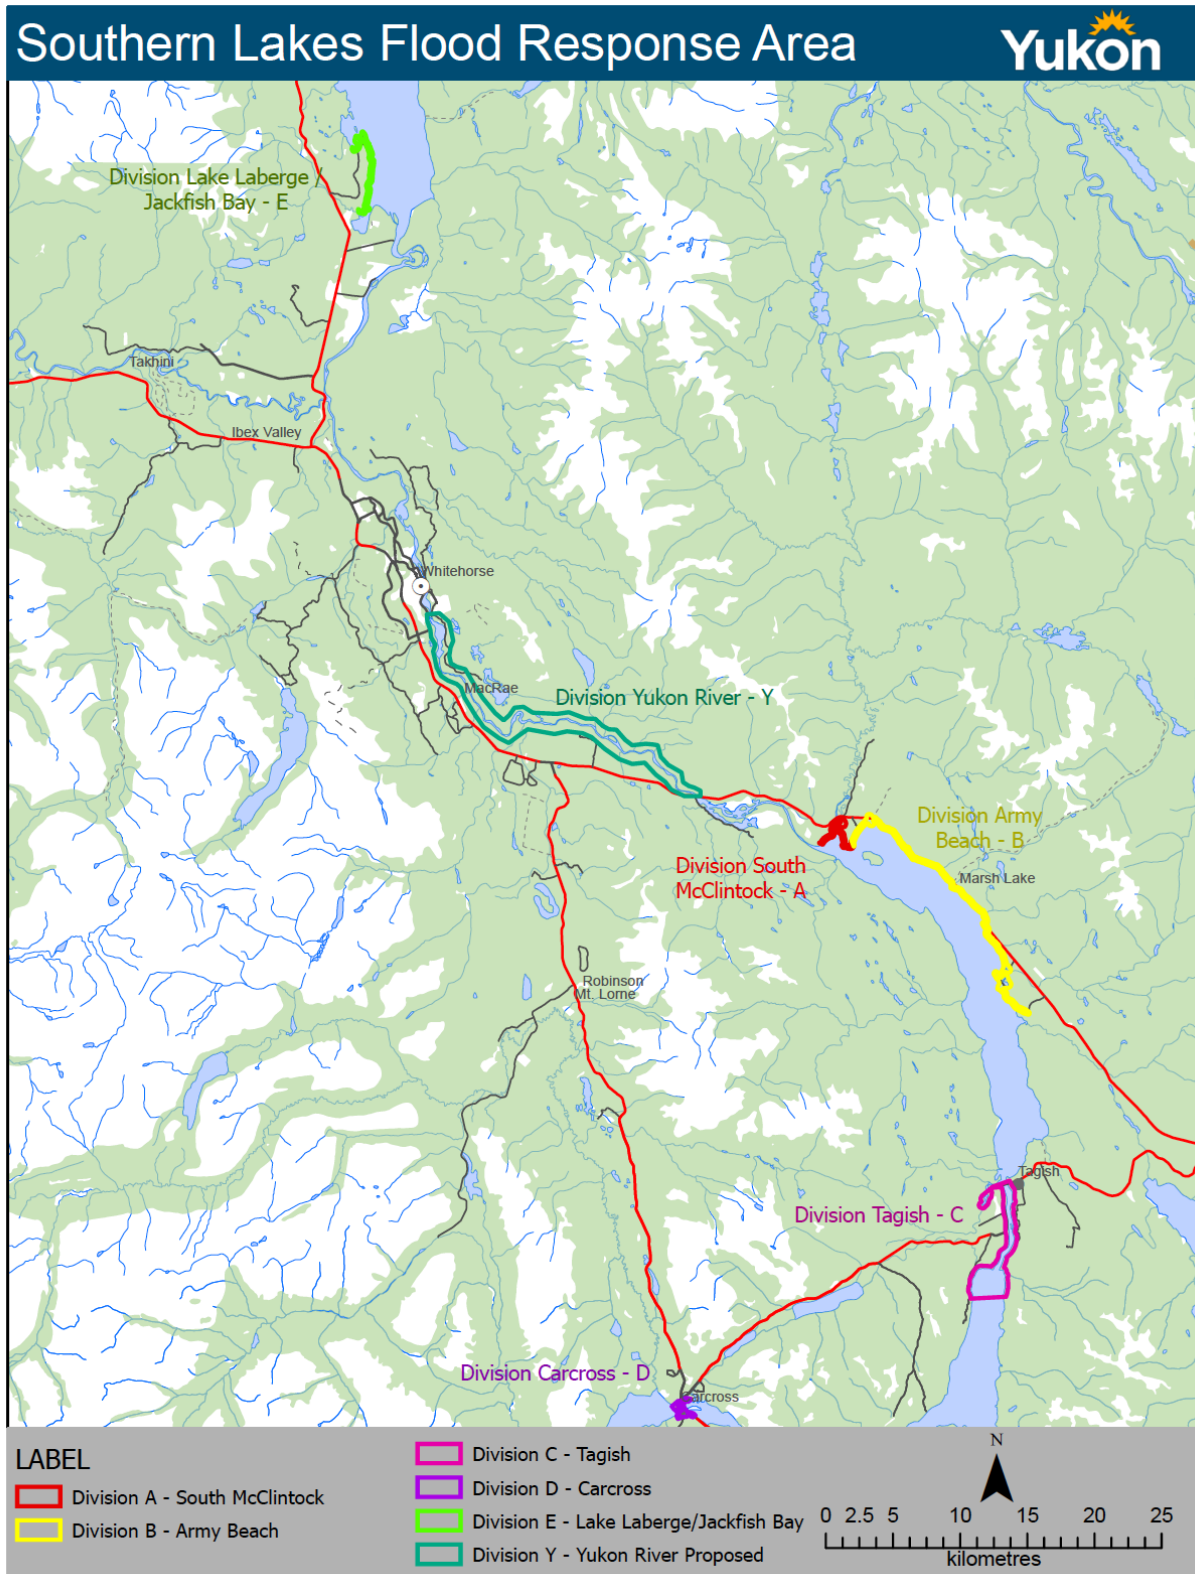 Southern Lakes Flood Response Area
Yukon
Division Lake Laberge /
Jackfish Bay - E
Takhini
Ibex Valley
Whitehorse
MacRae
Division Yukon River - Y
Division Army
Beach - B
Division South
McClintock - A
Marsh Lake
Robinson
Mt. Lorne
Tagish
Division Tagish - C
Division Carcross - D
Carcross
LABEL
Division A - South McClintock
Division B - Army Beach
Division C - Tagish
Division D - Carcross
Division E - Lake Laberge/Jackfish Bay
Division Y - Yukon River Proposed
N
0 2.5 5 10 15 20 25
kilometres